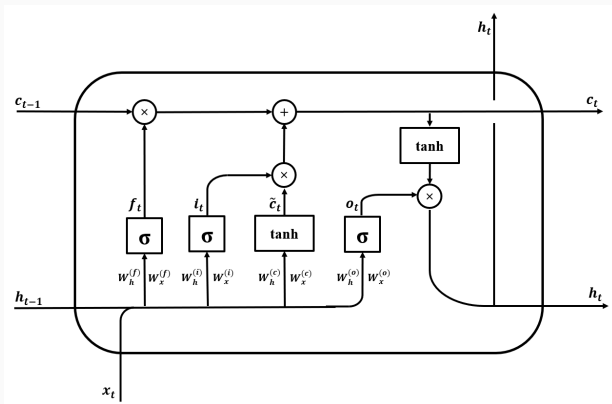 h_t
c_{t-1} × + c_t
tanh
× ×
f_t i_t c̃_t o_t
σ σ tanh σ
W_h^{(f)} W_x^{(f)} W_h^{(i)} W_x^{(i)} W_h^{(c)} W_x^{(c)} W_h^{(o)} W_x^{(o)}
h_{t-1} h_t
x_t